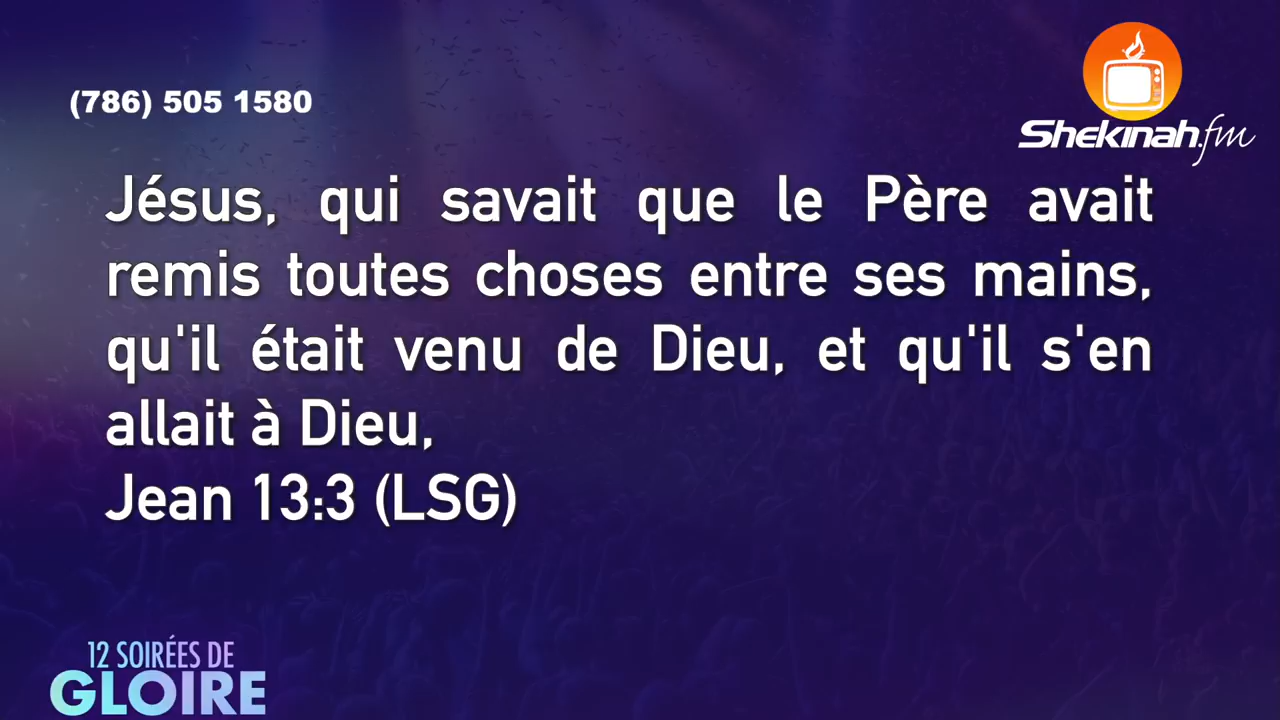 (786) 505 1580
Shekinah.fm
Jésus, qui savait que le Père avait
remis toutes choses entre ses mains,
qu'il était venu de Dieu, et qu'il s'en
allait à Dieu,
Jean 13:3 (LSG)
12 SOIRÉES DE
GLOIRE